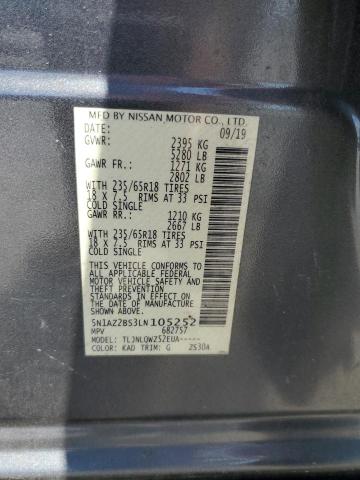 MFD BY NISSAN MOTOR CO., LTD.
DATE: 09/19
GVWR: 2395 KG
5280 LB
GAWR FR: 1271 KG
2802 LB
WITH 235/65R18 TIRES
18 X 7.5 RIMS AT 33 PSI
COLD SINGLE
GAWR RR: 1210 KG
2667 LB
WITH 235/65R18 TIRES
18 X 7.5 RIMS AT 33 PSI
COLD SINGLE
THIS VEHICLE CONFORMS TO ALL
APPLICABLE FEDERAL MOTOR VEHICLE
SAFETY AND THEFT PREVENTION
STANDARDS IN EFFECT ON THE DATE
OF MANUFACTURE SHOWN ABOVE.
5N1AZ2BS3LN105252
MPV 682757
MODEL: TLJNLQWZ52EUA-----
COLOR: KAD TRIM: G 2S30A